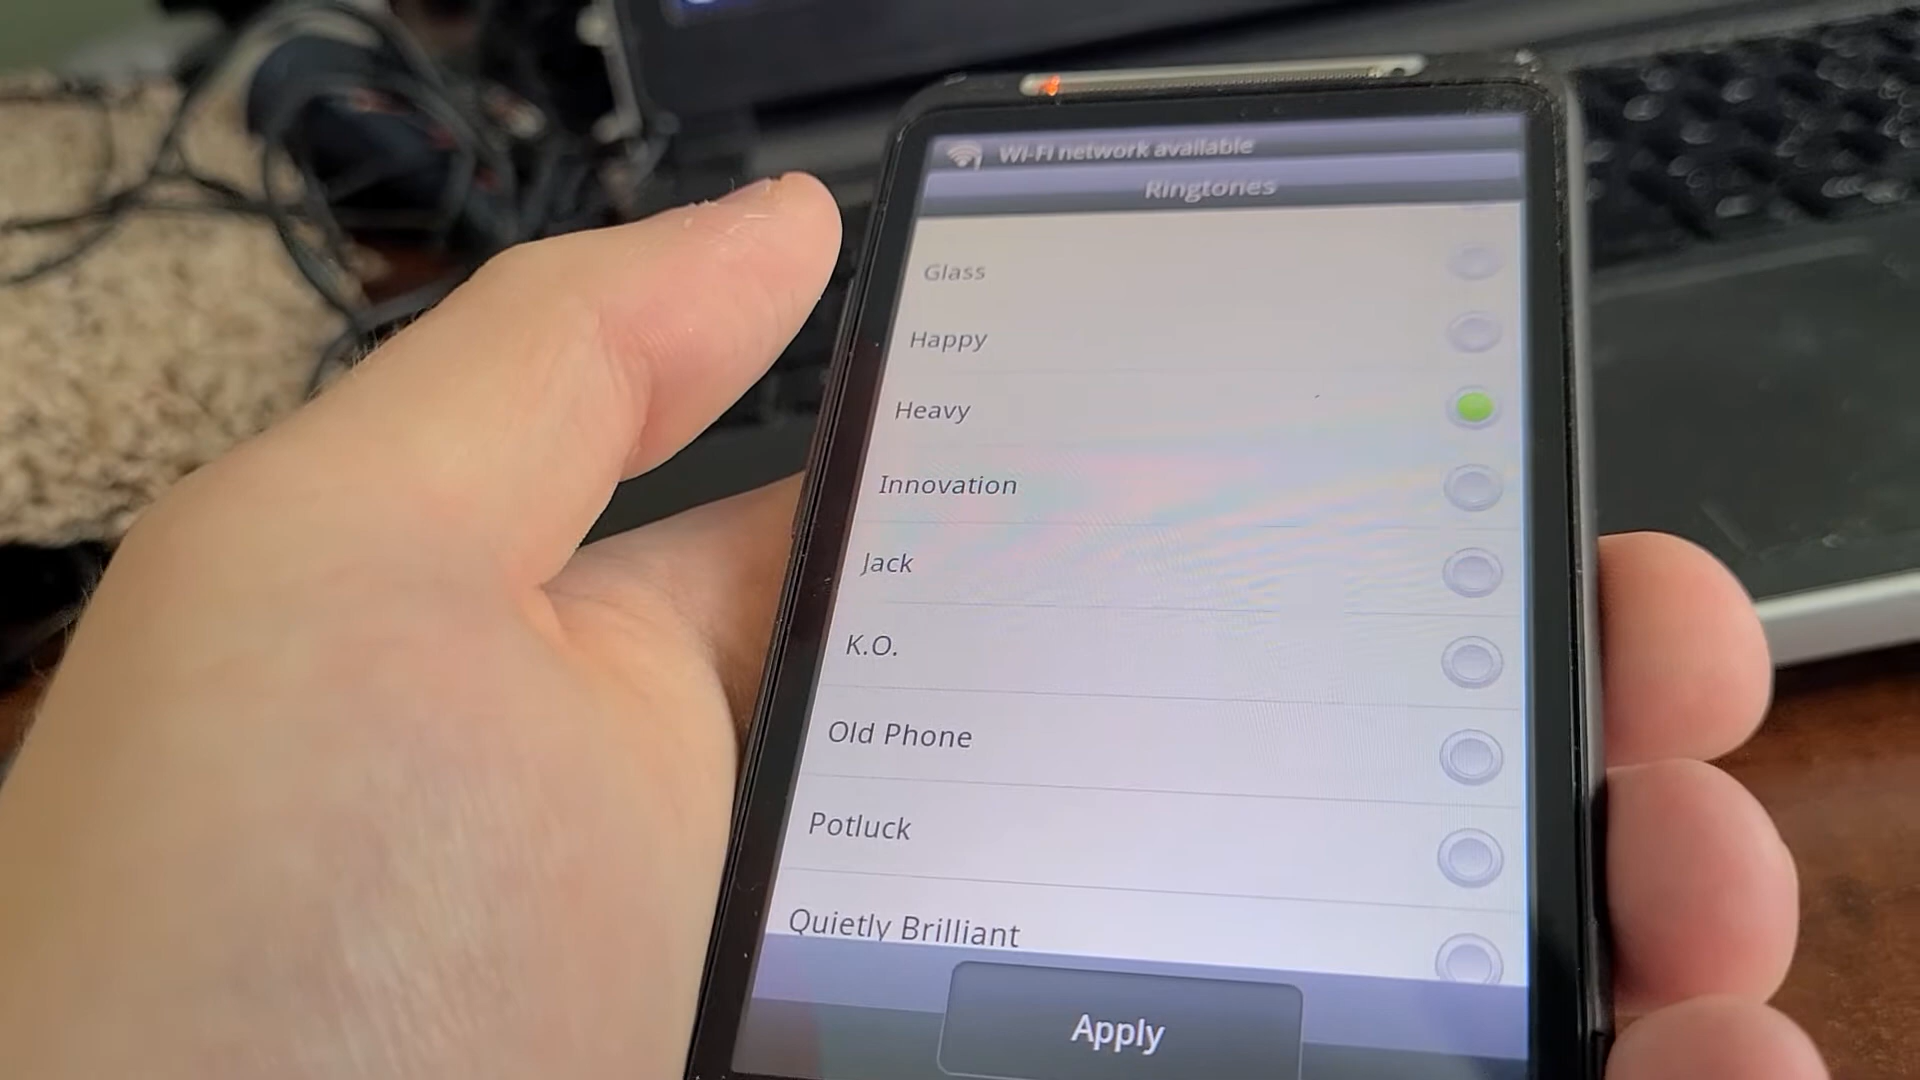 Wi-Fi network available
Ringtones
Glass
Happy
Heavy
Innovation
Jack
K.O.
Old Phone
Potluck
Quietly Brilliant
Apply